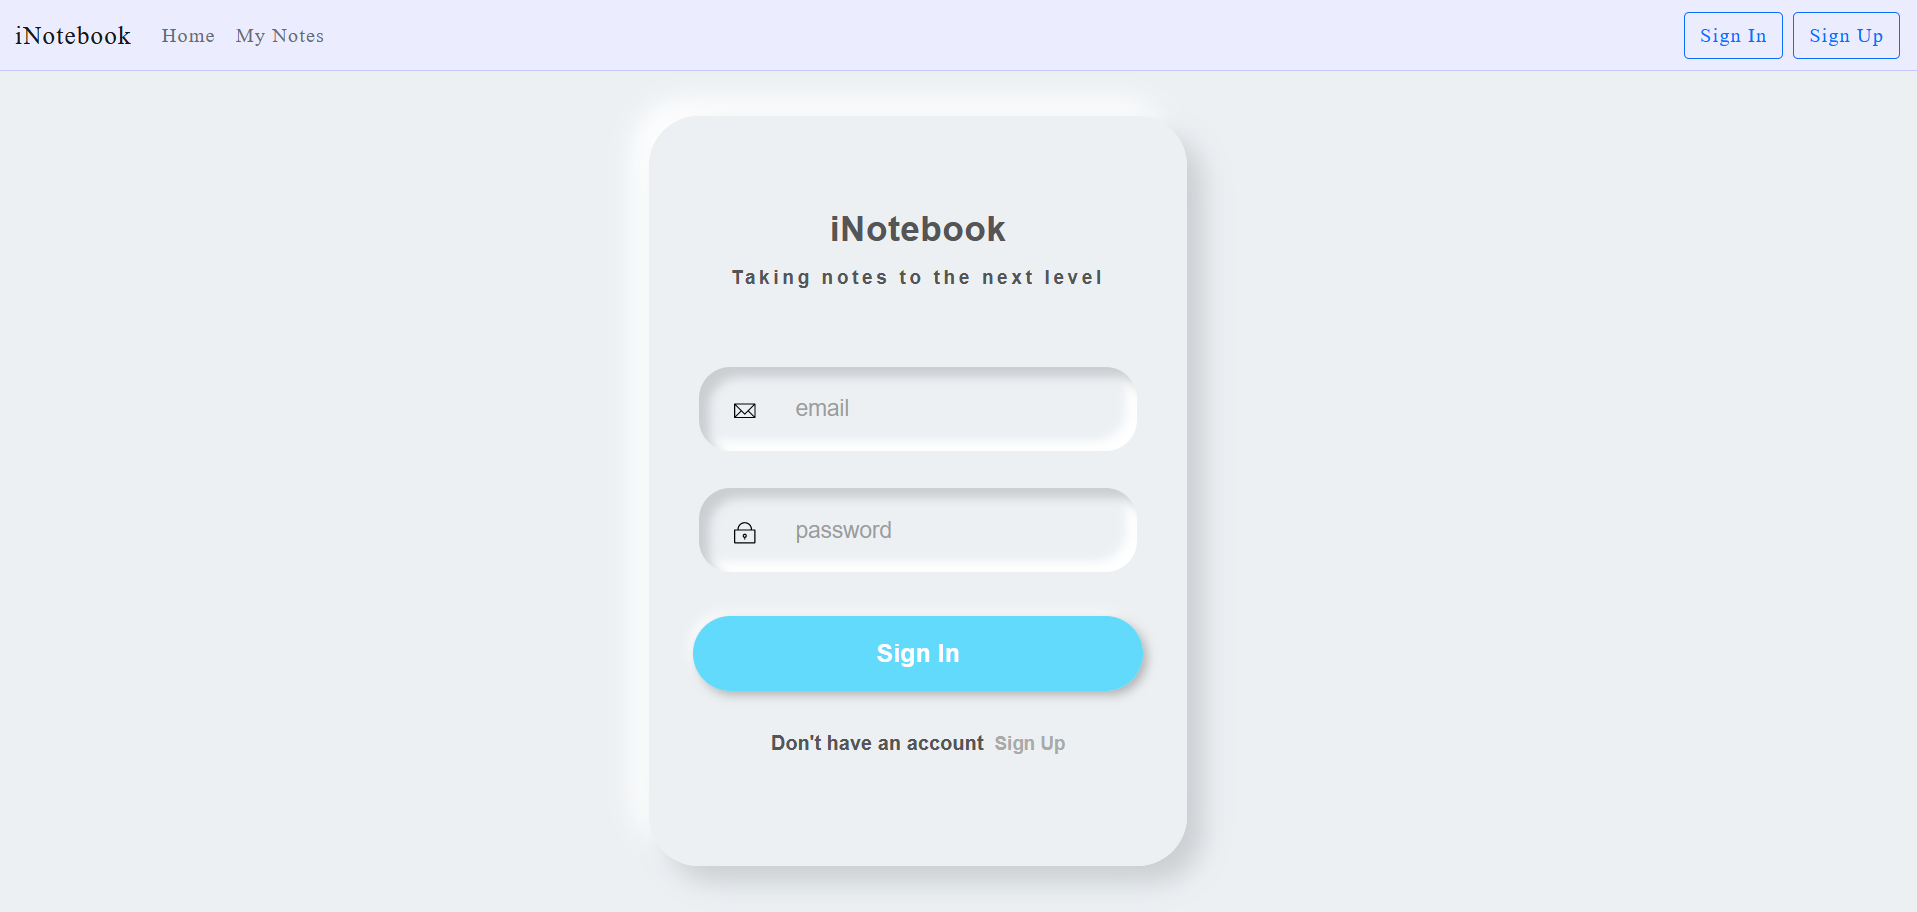 iNotebook Home My Notes Sign In Sign Up
iNotebook
Taking notes to the next level
email
password
Sign In
Don't have an account Sign Up